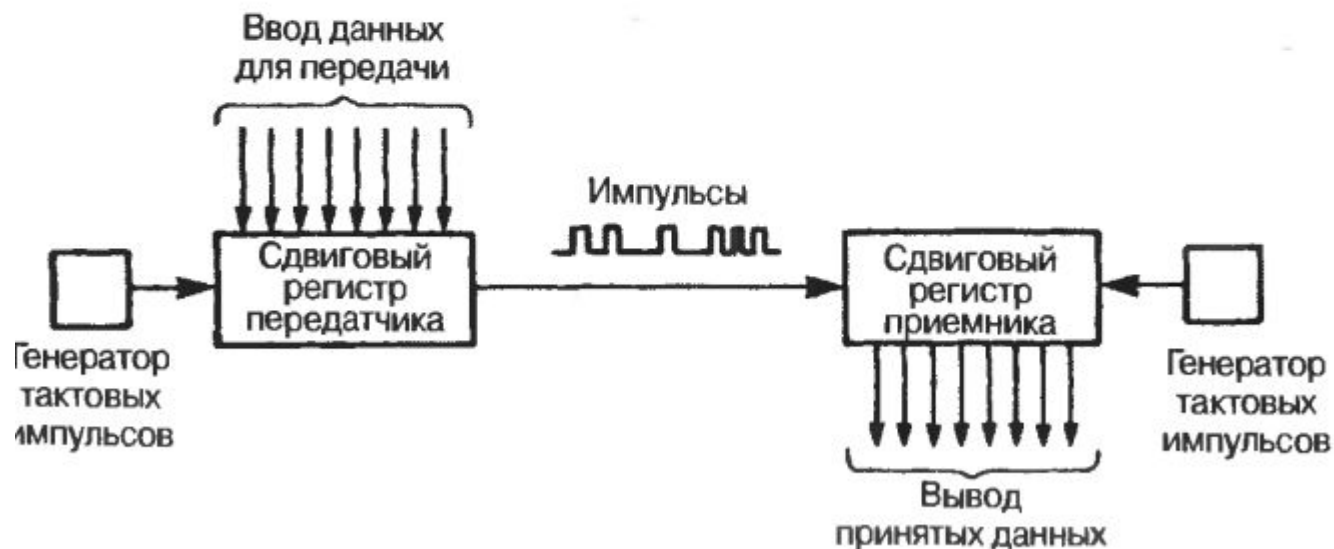 Ввод данных
для передачи
Импульсы
Сдвиговый
регистр
передатчика
Сдвиговый
регистр
приемника
Генератор
тактовых
импульсов
Генератор
тактовых
импульсов
Вывод
принятых данных